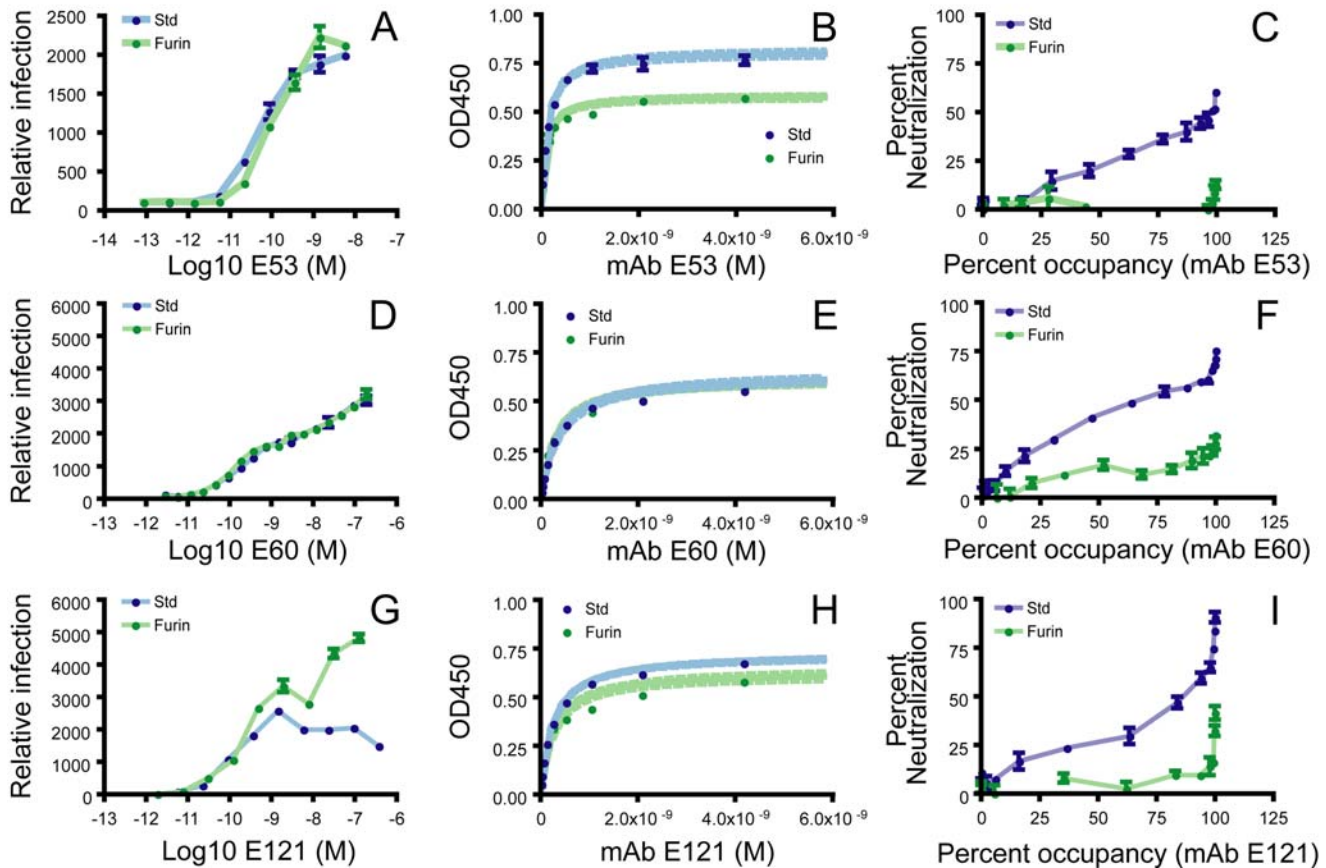 A
Std
Furin
Relative infection
2500
2000
1500
1000
500
0
-14 -13 -12 -11 -10 -9 -8 -7
Log10 E53 (M)
B
OD450
1.00
0.75
0.50
0.25
0.00
Std
Furin
0 2.0x10 -9 4.0x10 -9 6.0x10 -9
mAb E53 (M)
C
Std
Furin
Percent
Neutralization
100
75
50
25
0
0 25 50 75 100 125
Percent occupancy (mAb E53)
D
Std
Furin
Relative infection
6000
5000
4000
3000
2000
1000
0
-13 -12 -11 -10 -9 -8 -7 -6
Log10 E60 (M)
E
Std
Furin
OD450
1.00
0.75
0.50
0.25
0.00
0 2.0x10 -9 4.0x10 -9 6.0x10 -9
mAb E60 (M)
F
Std
Furin
Percent
Neutralization
100
75
50
25
0
0 25 50 75 100 125
Percent occupancy (mAb E60)
G
Std
Furin
Relative infection
6000
5000
4000
3000
2000
1000
0
-13 -12 -11 -10 -9 -8 -7 -6
Log10 E121 (M)
H
Std
Furin
OD450
1.00
0.75
0.50
0.25
0.00
0 2.0x10 -9 4.0x10 -9 6.0x10 -9
mAb E121 (M)
I
Std
Furin
Percent
Neutralization
100
75
50
25
0
0 25 50 75 100 125
Percent occupancy (mAb E121)